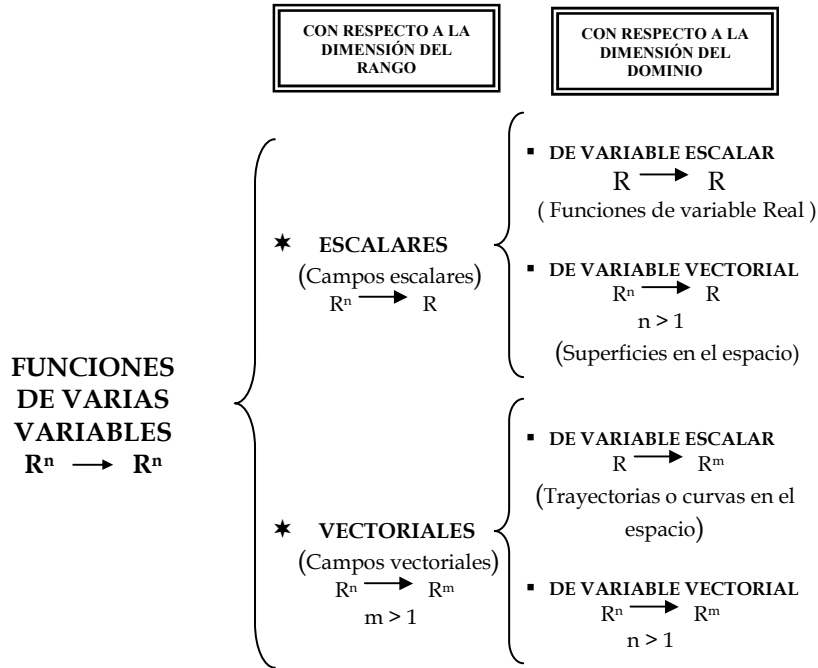 CON RESPECTO A LA
DIMENSIÓN DEL
RANGO
CON RESPECTO A LA
DIMENSIÓN DEL
DOMINIO
FUNCIONES
DE VARIAS
VARIABLES
Rⁿ → Rⁿ
✶ ESCALARES
(Campos escalares)
Rⁿ → R
▪ DE VARIABLE ESCALAR
R → R
( Funciones de variable Real )
▪ DE VARIABLE VECTORIAL
Rⁿ → R
n > 1
(Superficies en el espacio)
✶ VECTORIALES
(Campos vectoriales)
Rⁿ → Rᵐ
m > 1
▪ DE VARIABLE ESCALAR
R → Rᵐ
(Trayectorias o curvas en el
espacio)
▪ DE VARIABLE VECTORIAL
Rⁿ → Rᵐ
n > 1